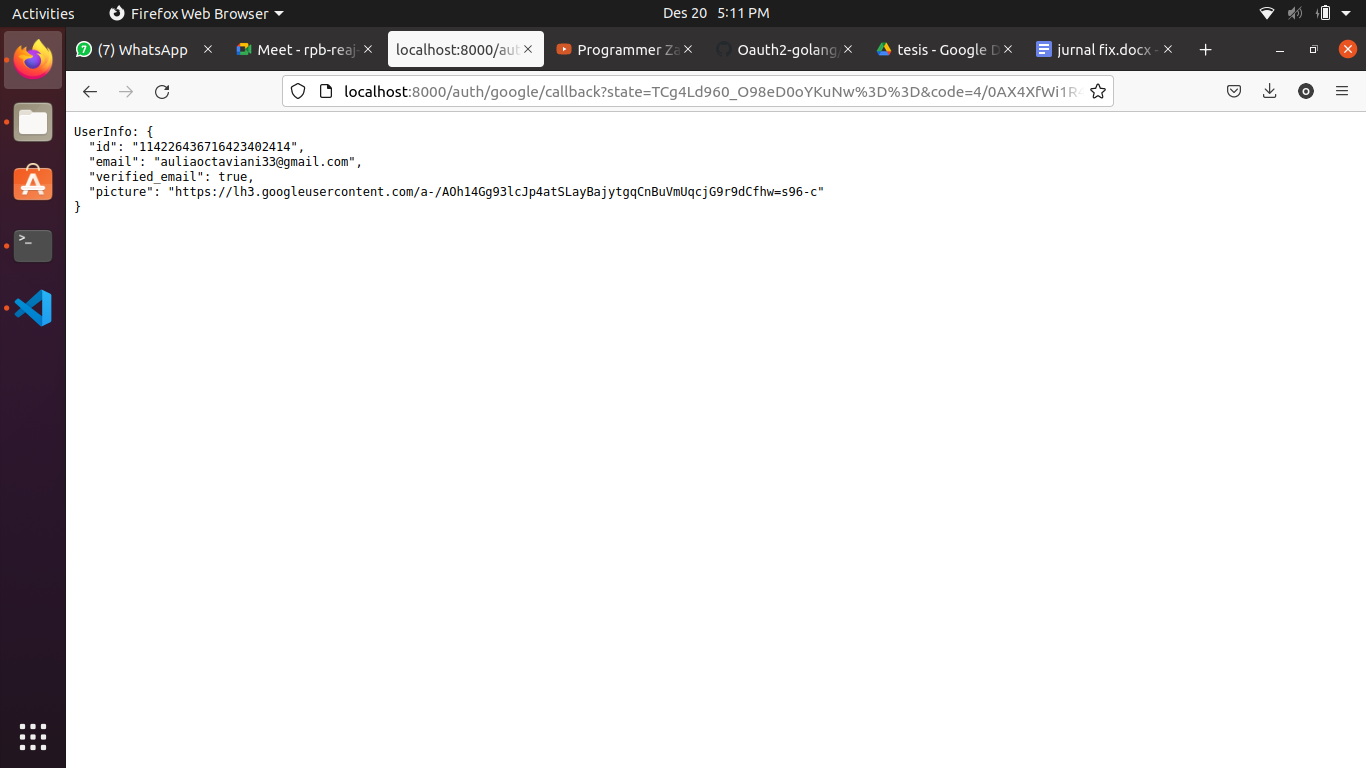 Activities Firefox Web Browser Des 20 5:11 PM
(7) WhatsApp Meet - rpb-reaj- localhost:8000/aut Programmer Za Oauth2-golang, tesis - Google D jurnal fix.docx -
localhost:8000/auth/google/callback?state=TCg4Ld960_O98eD0oYKuNw%3D%3D&code=4/0AX4XfWi1R
UserInfo: {
"id": "114226436716423402414",
"email": "auliaoctaviani33@gmail.com",
"verified_email": true,
"picture": "https://lh3.googleusercontent.com/a-/AOh14Gg93lcJp4atSLayBajytgqCnBuVmUqcjG9r9dCfhw=s96-c"
}